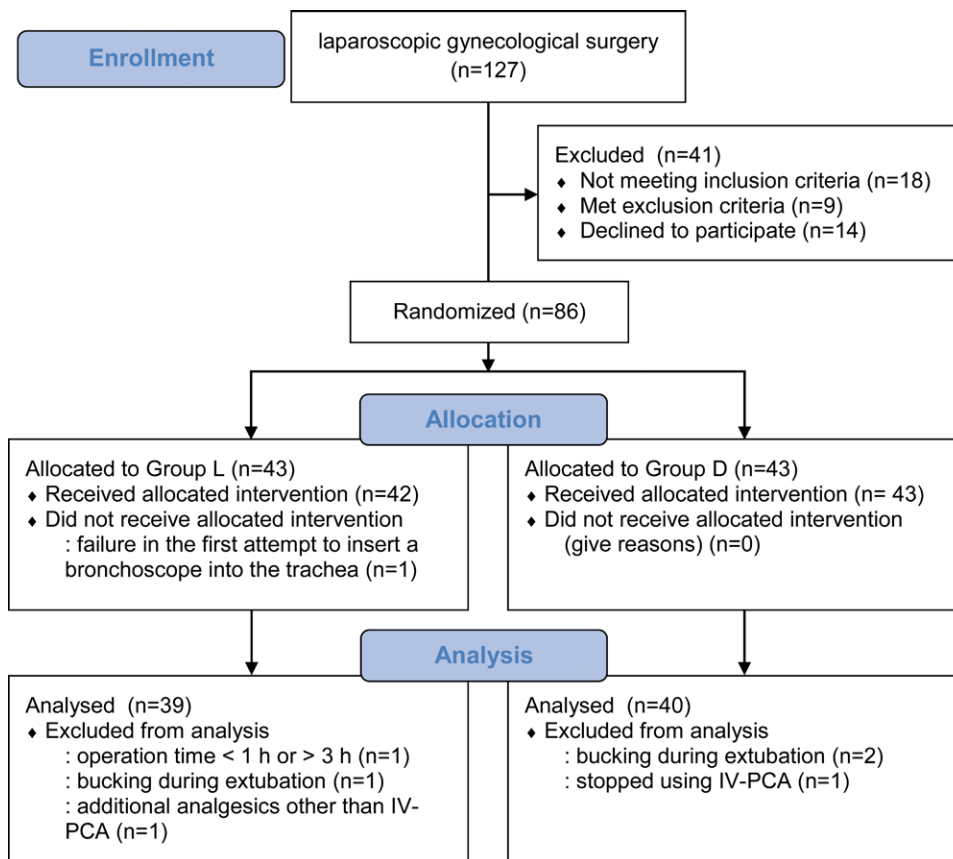 Enrollment
laparoscopic gynecological surgery
(n=127)
Excluded (n=41)
♦ Not meeting inclusion criteria (n=18)
♦ Met exclusion criteria (n=9)
♦ Declined to participate (n=14)
Randomized (n=86)
Allocation
Allocated to Group L (n=43)
♦ Received allocated intervention (n=42)
♦ Did not receive allocated intervention
: failure in the first attempt to insert a
bronchoscope into the trachea (n=1)
Allocated to Group D (n=43)
♦ Received allocated intervention (n= 43)
♦ Did not receive allocated intervention
(give reasons) (n=0)
Analysis
Analysed (n=39)
♦ Excluded from analysis
: operation time < 1 h or > 3 h (n=1)
: bucking during extubation (n=1)
: additional analgesics other than IV-
PCA (n=1)
Analysed (n=40)
♦ Excluded from analysis
: bucking during extubation (n=2)
: stopped using IV-PCA (n=1)